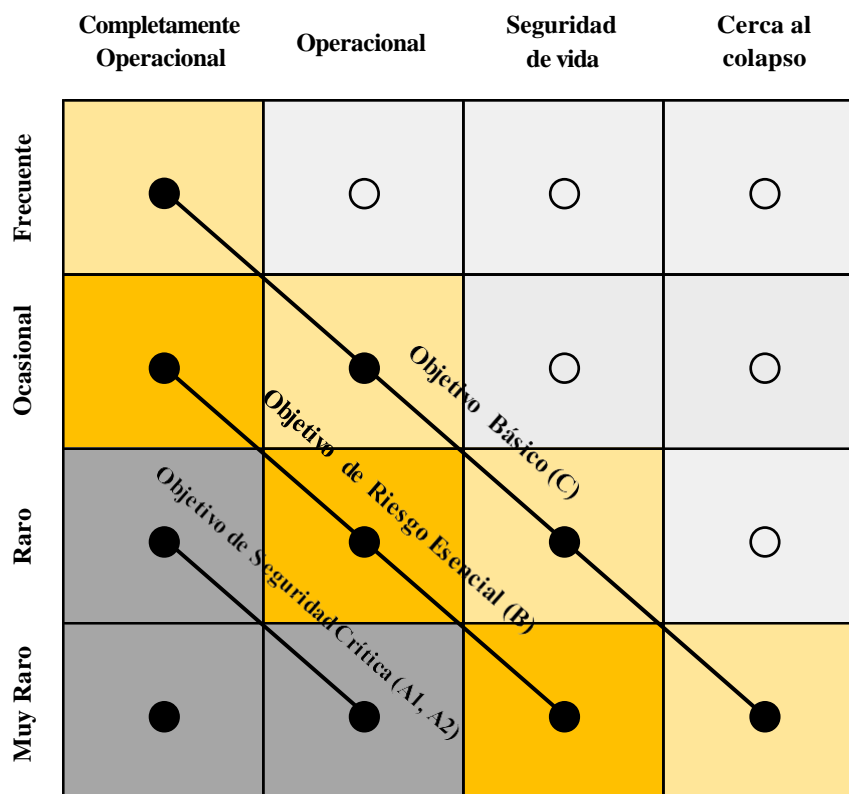 Completamente
Operacional
Operacional
Seguridad
de vida
Cerca al
colapso
Frecuente
Ocasional
Raro
Muy Raro
Objetivo Básico (C)
Objetivo de Riesgo Esencial (B)
Objetivo de Seguridad Crítica (A1, A2)